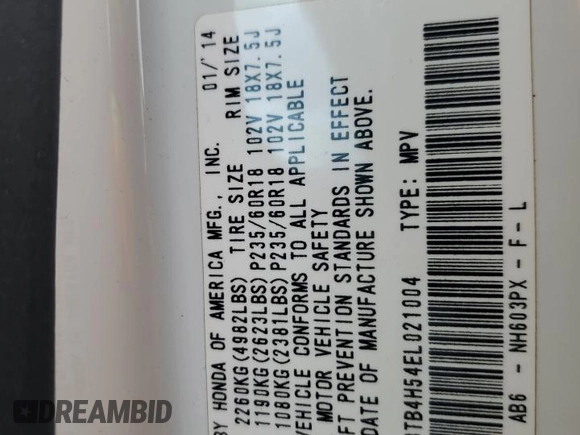 BY HONDA OF AMERICA MFG., INC. 01/'14
2260KG(4982LBS) TIRE SIZE RIM SIZE
1190KG(2623LBS) P235/60R18 102V 18X7.5J
1080KG(2381LBS) P235/60R18 102V 18X7.5J
VEHICLE CONFORMS TO ALL APPLICABLE
MOTOR VEHICLE SAFETY
FT PREVENTION STANDARDS IN EFFECT
DATE OF MANUFACTURE SHOWN ABOVE.
TB4H54EL021004 TYPE: MPV
AB6 - NH603PX - F - L
DIRECT.CARS